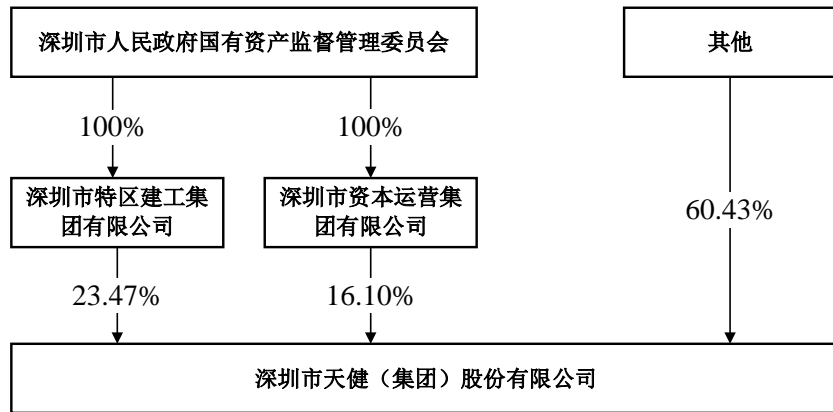 深圳市人民政府国有资产监督管理委员会
其他
100%
100%
深圳市特区建工集
团有限公司
深圳市资本运营集
团有限公司
60.43%
23.47%
16.10%
深圳市天健（集团）股份有限公司